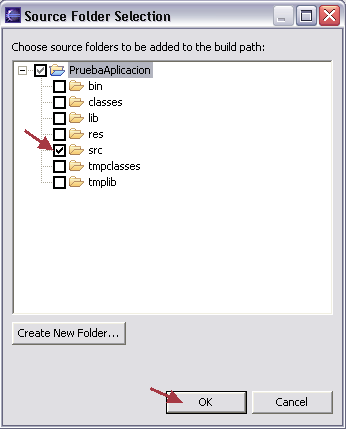 Source Folder Selection
Choose source folders to be added to the build path:
PruebaAplicacion
bin
classes
lib
res
src
tmpclasses
tmplib
Create New Folder...
OK
Cancel